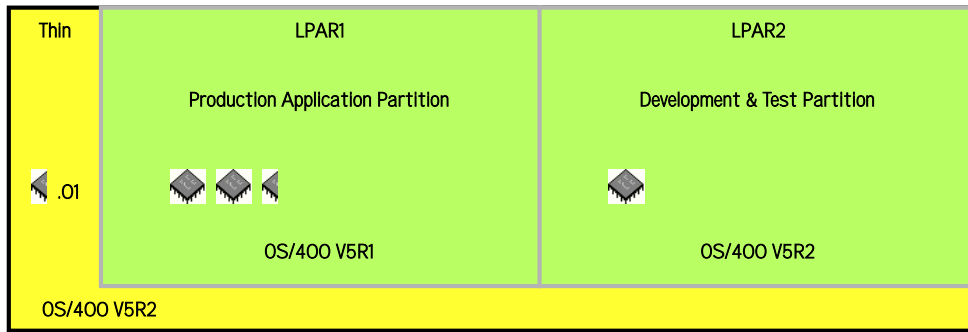 Thin
LPAR1
LPAR2
Production Application Partition
Development & Test Partition
.01
OS/400 V5R1
OS/400 V5R2
OS/400 V5R2